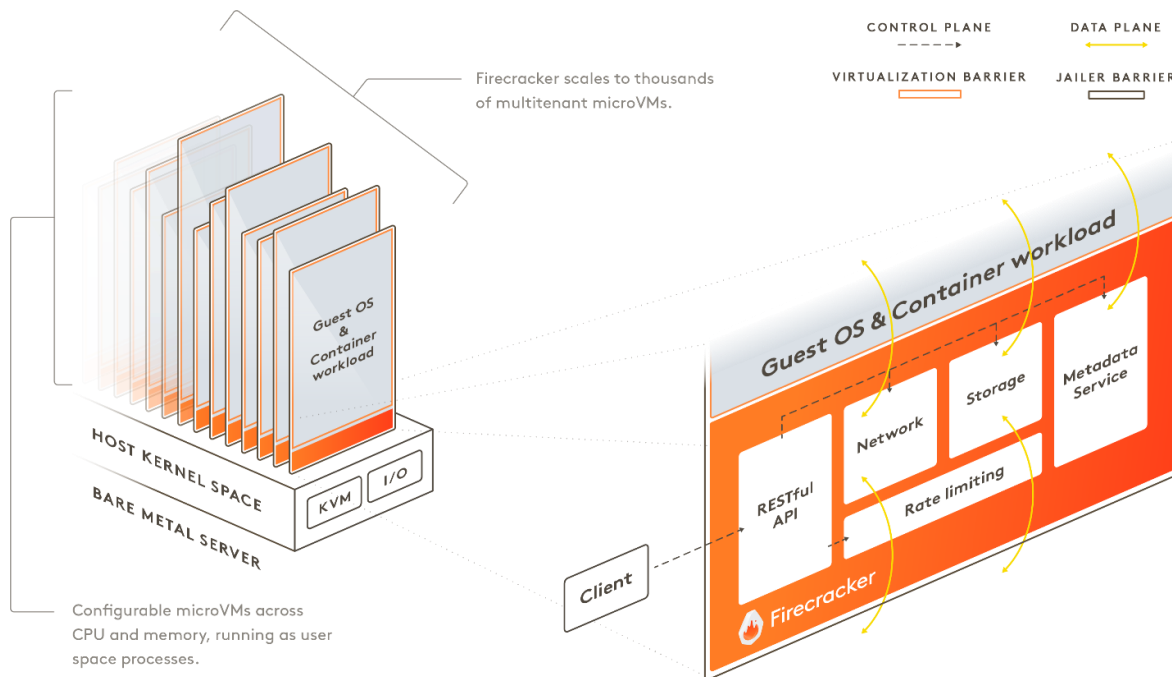 CONTROL PLANE
DATA PLANE
VIRTUALIZATION BARRIER
JAILER BARRIER
Firecracker scales to thousands
of multitenant microVMs.
Guest OS
&
Container
workload
HOST KERNEL SPACE
BARE METAL SERVER
KVM
I/O
Configurable microVMs across
CPU and memory, running as user
space processes.
Client
Guest OS & Container workload
RESTful
API
Network
Storage
Metadata
Service
Rate limiting
Firecracker